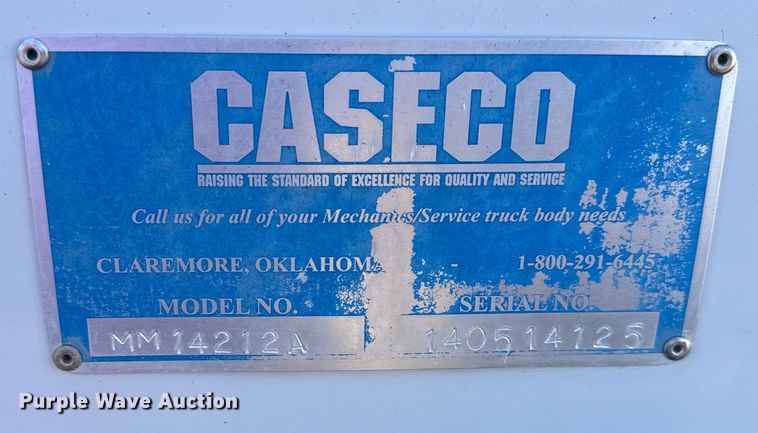 CASECO
RAISING THE STANDARD OF EXCELLENCE FOR QUALITY AND SERVICE
Call us for all of your Mechanics/Service truck body needs
CLAREMORE, OKLAHOMA - 1-800-291-6445
MODEL NO. SERIAL NO.
MM14212A 140514125
Purple Wave Auction